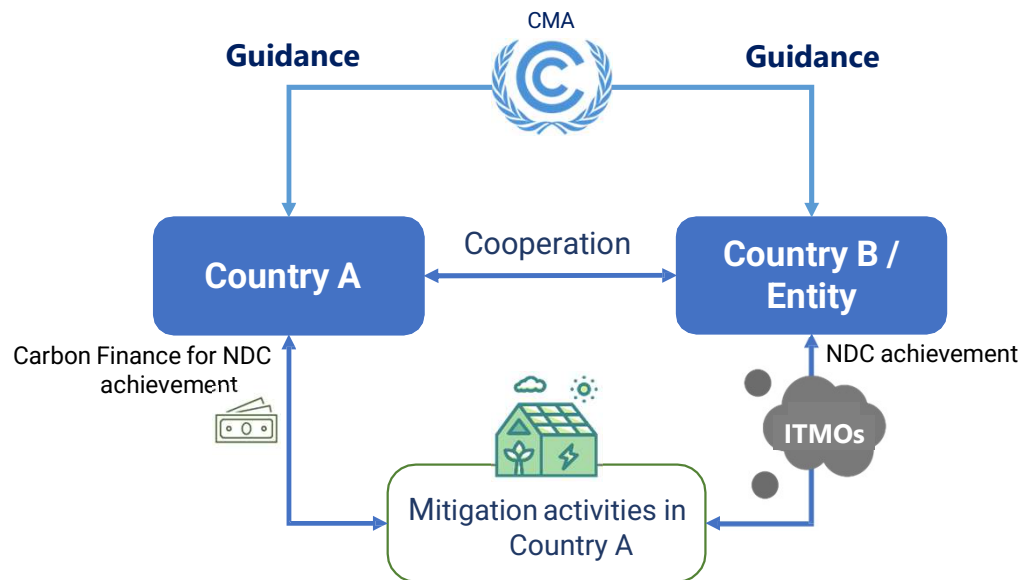 CMA
Guidance
Guidance
Country A
Cooperation
Country B /
Entity
Carbon Finance for NDC
achievement
NDC achievement
ITMOs
Mitigation activities in
Country A